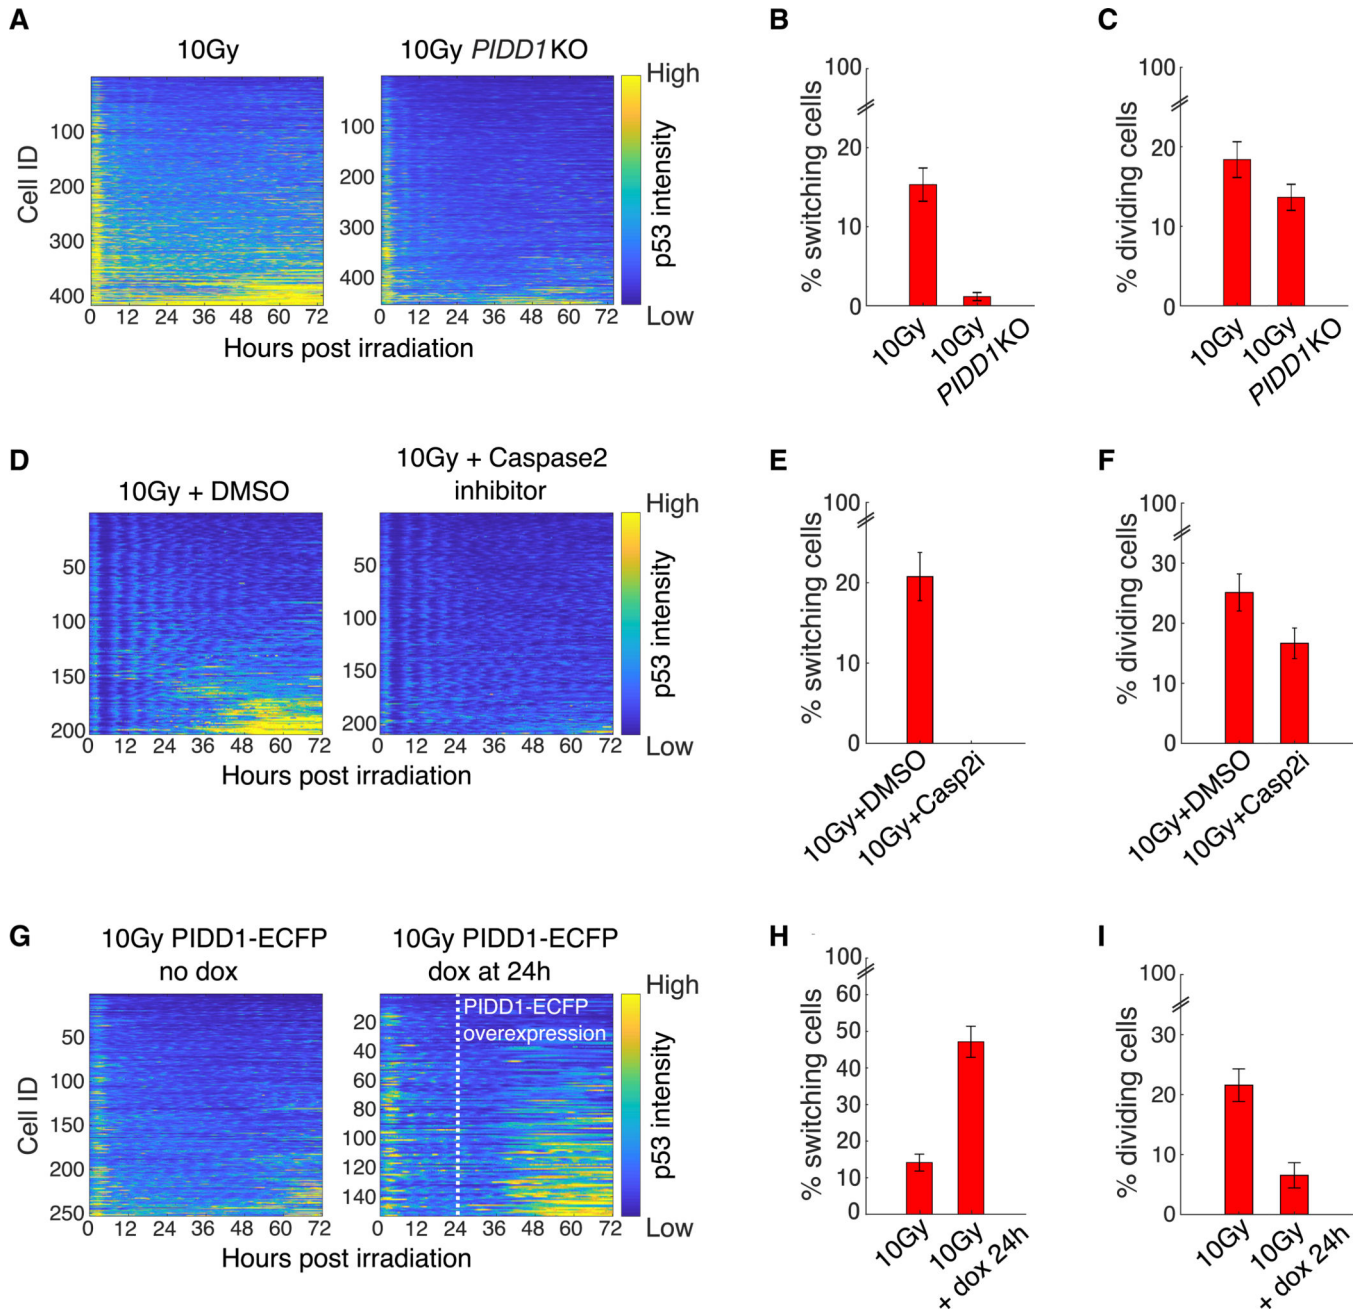 A
10Gy
10Gy PIDD1KO
High
Cell ID
100
200
300
400
100
200
300
400
p53 intensity
Low
0 12 24 36 48 60 72
0 12 24 36 48 60 72
Hours post irradiation
B
% switching cells
100
20
10
0
10Gy
10Gy
PIDD1KO
C
% dividing cells
100
20
10
0
10Gy
10Gy
PIDD1KO
D
10Gy + DMSO
10Gy + Caspase2
inhibitor
High
50
100
150
200
50
100
150
200
p53 intensity
Low
0 12 24 36 48 60 72
0 12 24 36 48 60 72
Hours post irradiation
E
% switching cells
100
20
10
0
10Gy+DMSO
10Gy+Casp2i
F
% dividing cells
100
30
20
10
0
10Gy+DMSO
10Gy+Casp2i
G
10Gy PIDD1-ECFP
no dox
10Gy PIDD1-ECFP
dox at 24h
High
PIDD1-ECFP
overexpression
Cell ID
50
100
150
200
250
20
40
60
80
100
120
140
p53 intensity
Low
0 12 24 36 48 60 72
0 12 24 36 48 60 72
Hours post irradiation
H
% switching cells
100
60
50
40
30
20
10
0
10Gy
10Gy
+ dox 24h
I
% dividing cells
100
30
20
10
0
10Gy
10Gy
+ dox 24h